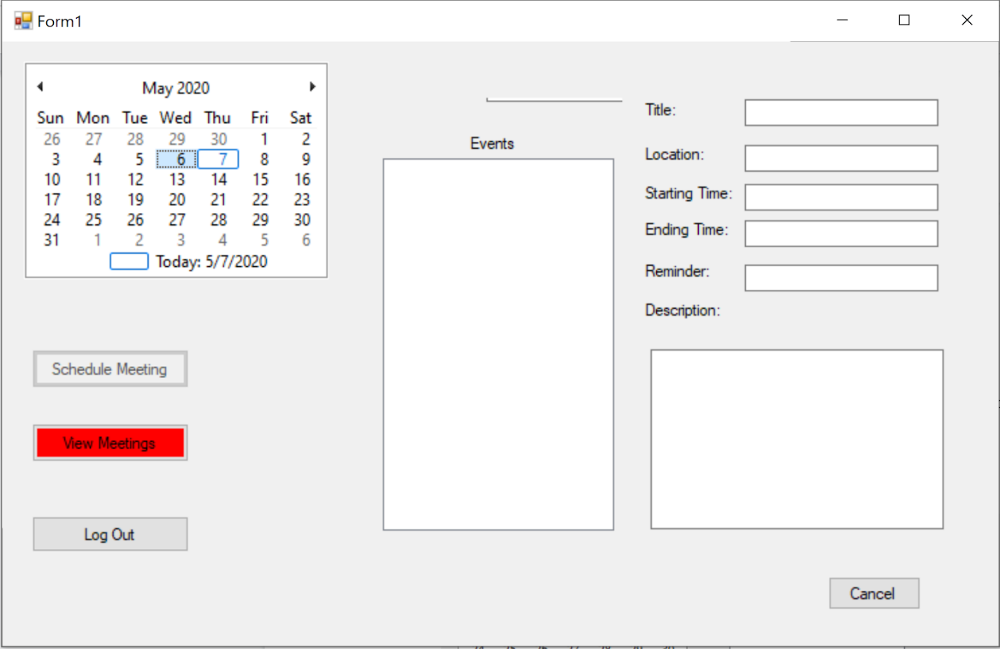 Form1
May 2020
Sun Mon Tue Wed Thu Fri Sat
26 27 28 29 30 1 2
3 4 5 6 7 8 9
10 11 12 13 14 15 16
17 18 19 20 21 22 23
24 25 26 27 28 29 30
31 1 2 3 4 5 6
Today: 5/7/2020
Schedule Meeting
View Meetings
Log Out
Events
Title:
Location:
Starting Time:
Ending Time:
Reminder:
Description:
Cancel